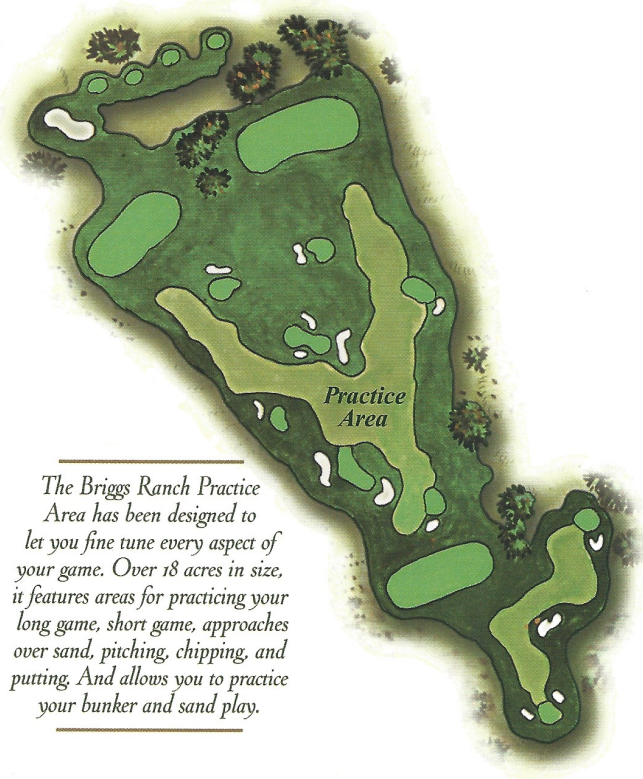 Practice
Area
The Briggs Ranch Practice
Area has been designed to
let you fine tune every aspect of
your game. Over 18 acres in size,
it features areas for practicing your
long game, short game, approaches
over sand, pitching, chipping, and
putting. And allows you to practice
your bunker and sand play.